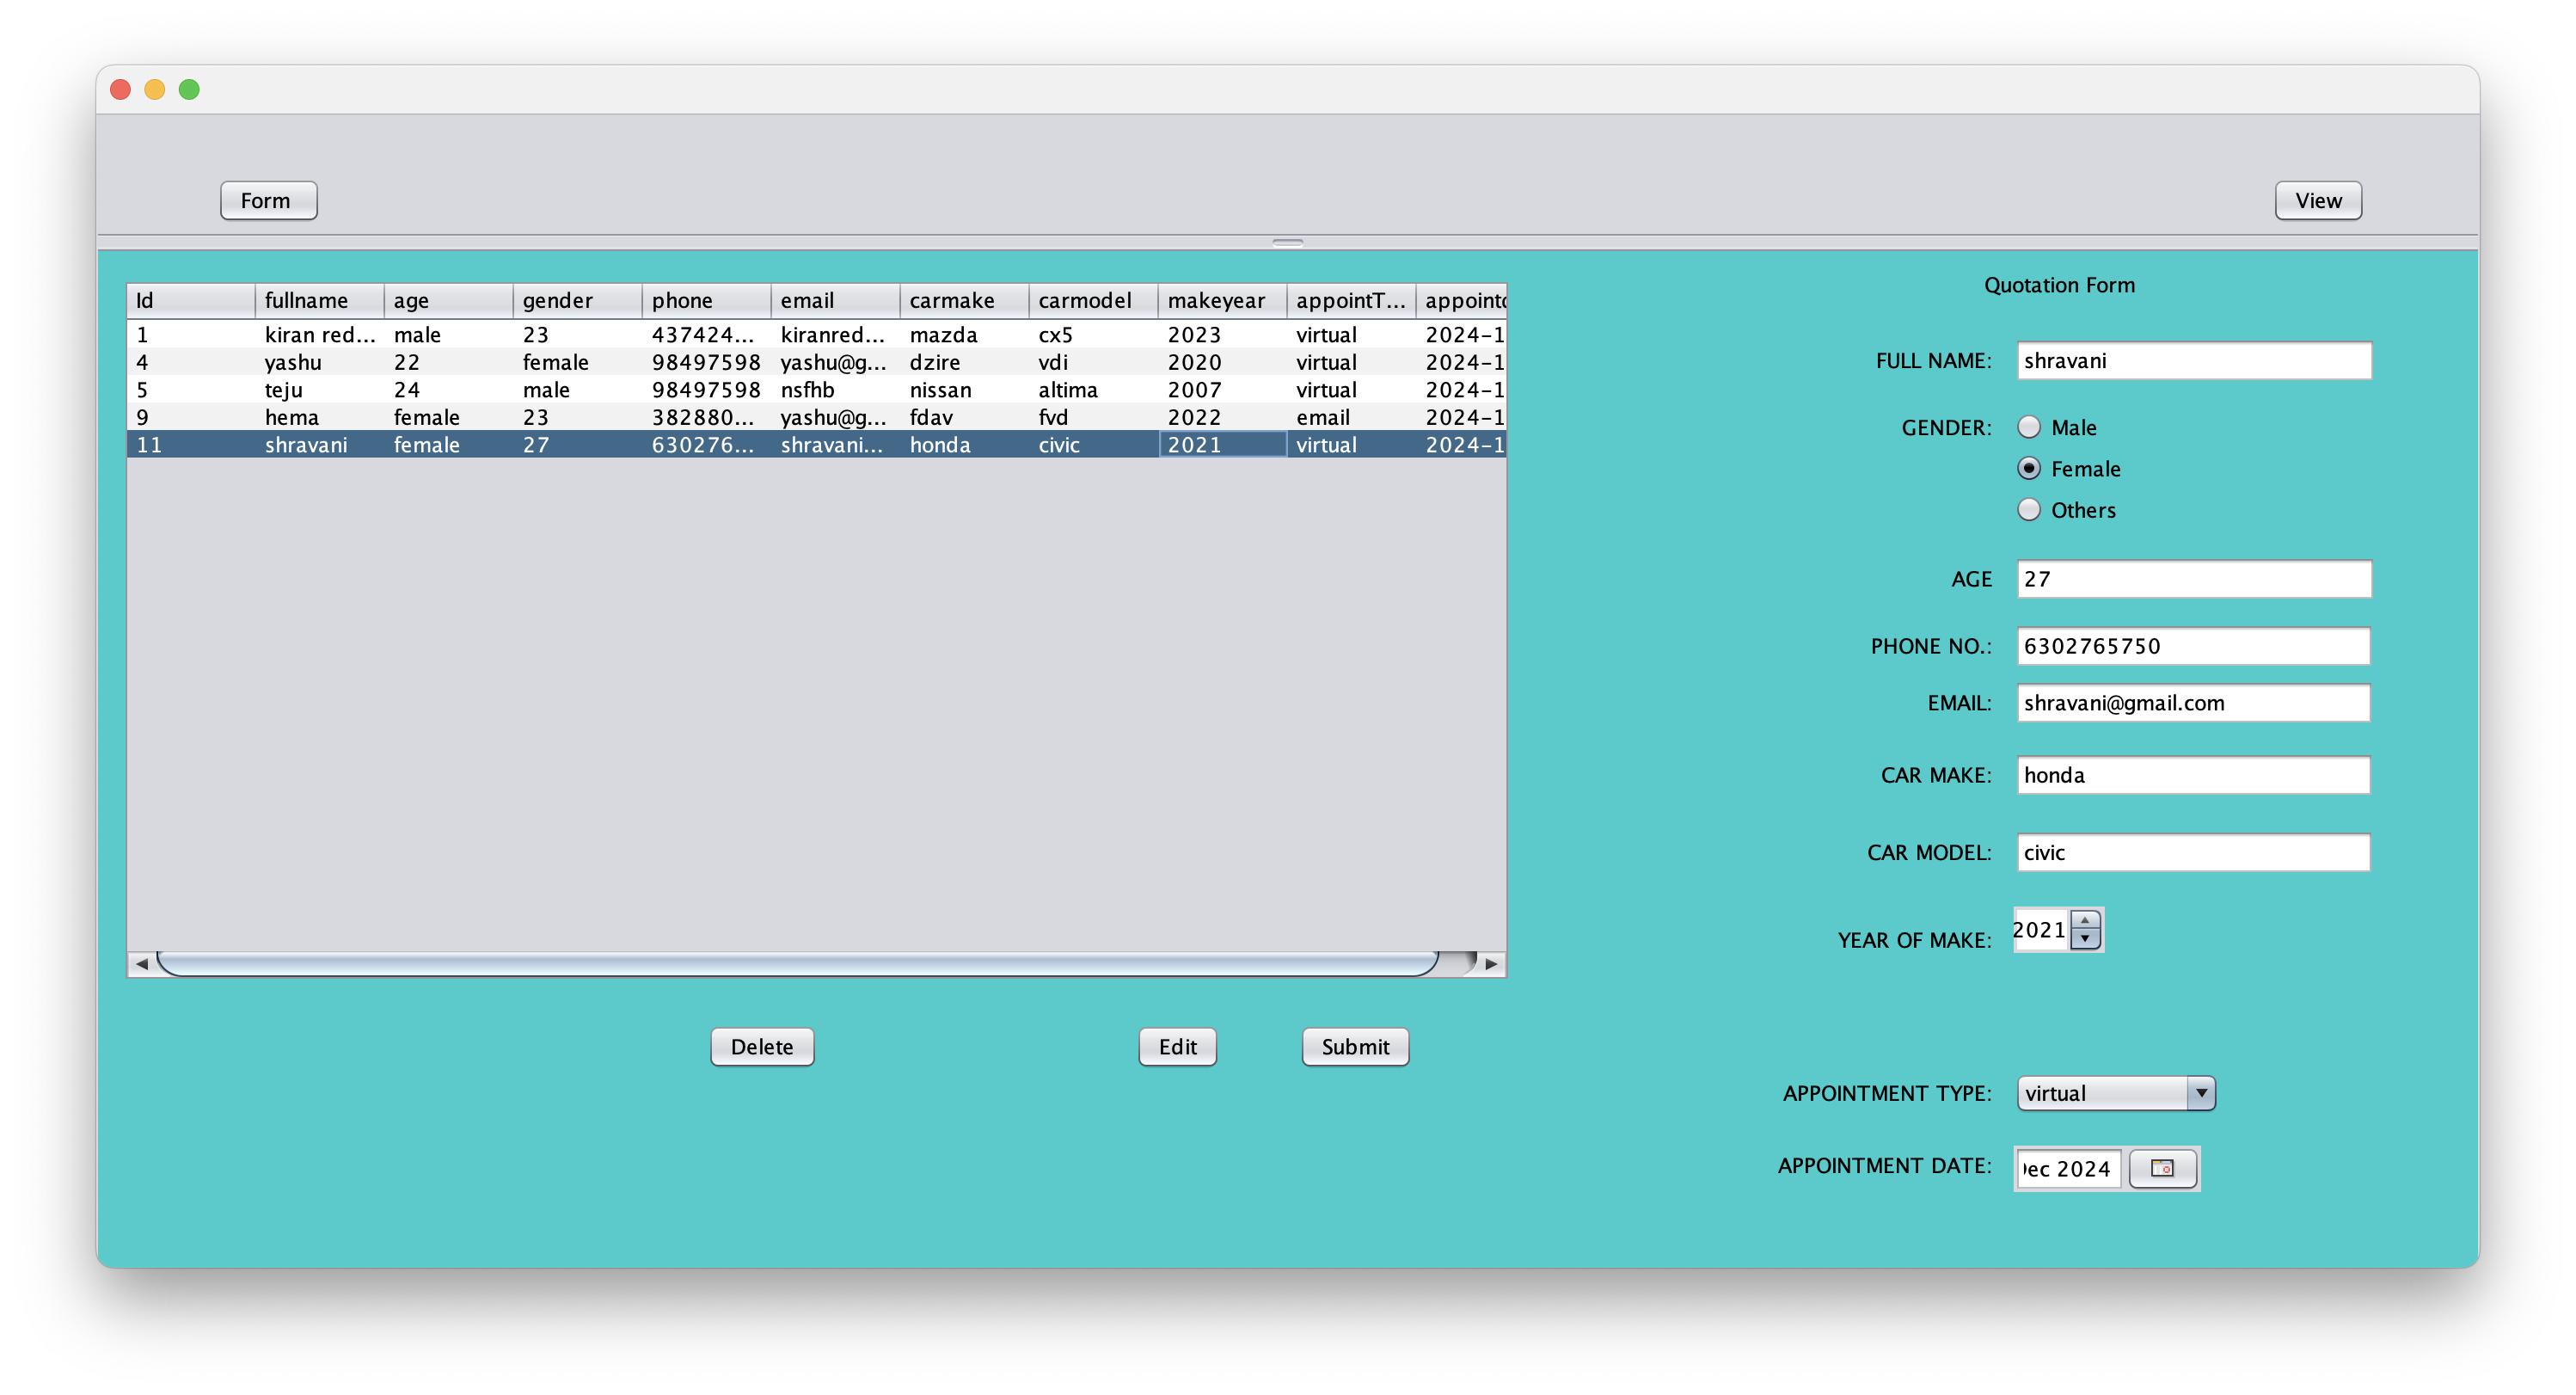 Form View
Id fullname age gender phone email carmake carmodel makeyear appointT...
1 kiran red... male 23 437424... kiranred... mazda cx5 2023 virtual 2024-1
4 yashu 22 female 98497598 yashu@g... dzire vdi 2020 virtual 2024-1
5 teju 24 male 98497598 nsfhb nissan altima 2007 virtual 2024-1
9 hema female 23 382880... yashu@g... fdav fvd 2022 email 2024-1
11 shravani female 27 630276... shravani... honda civic 2021 virtual 2024-1
Delete Edit Submit
Quotation Form
FULL NAME: shravani
GENDER: Male
Female
Others
AGE 27
PHONE NO.: 6302765750
EMAIL: shravani@gmail.com
CAR MAKE: honda
CAR MODEL: civic
YEAR OF MAKE: 2021
APPOINTMENT TYPE: virtual
APPOINTMENT DATE: ec 2024